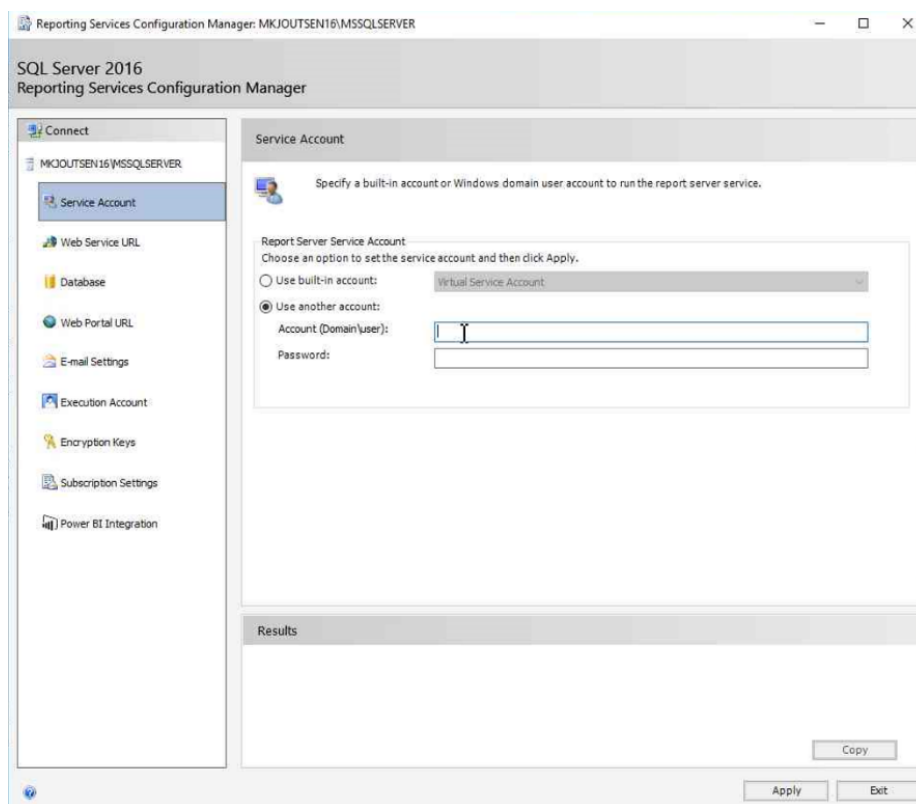 Reporting Services Configuration Manager: MKJOUTSEN16\MSSQLSERVER
SQL Server 2016
Reporting Services Configuration Manager
Connect
MKJOUTSEN16\MSSQLSERVER
Service Account
Web Service URL
Database
Web Portal URL
E-mail Settings
Execution Account
Encryption Keys
Subscription Settings
Power BI Integration
Service Account
Specify a built-in account or Windows domain user account to run the report server service.
Report Server Service Account
Choose an option to set the service account and then click Apply.
Use built-in account:
Virtual Service Account
Use another account:
Account (Domain\user):
Password:
Results
Copy
Apply
Exit